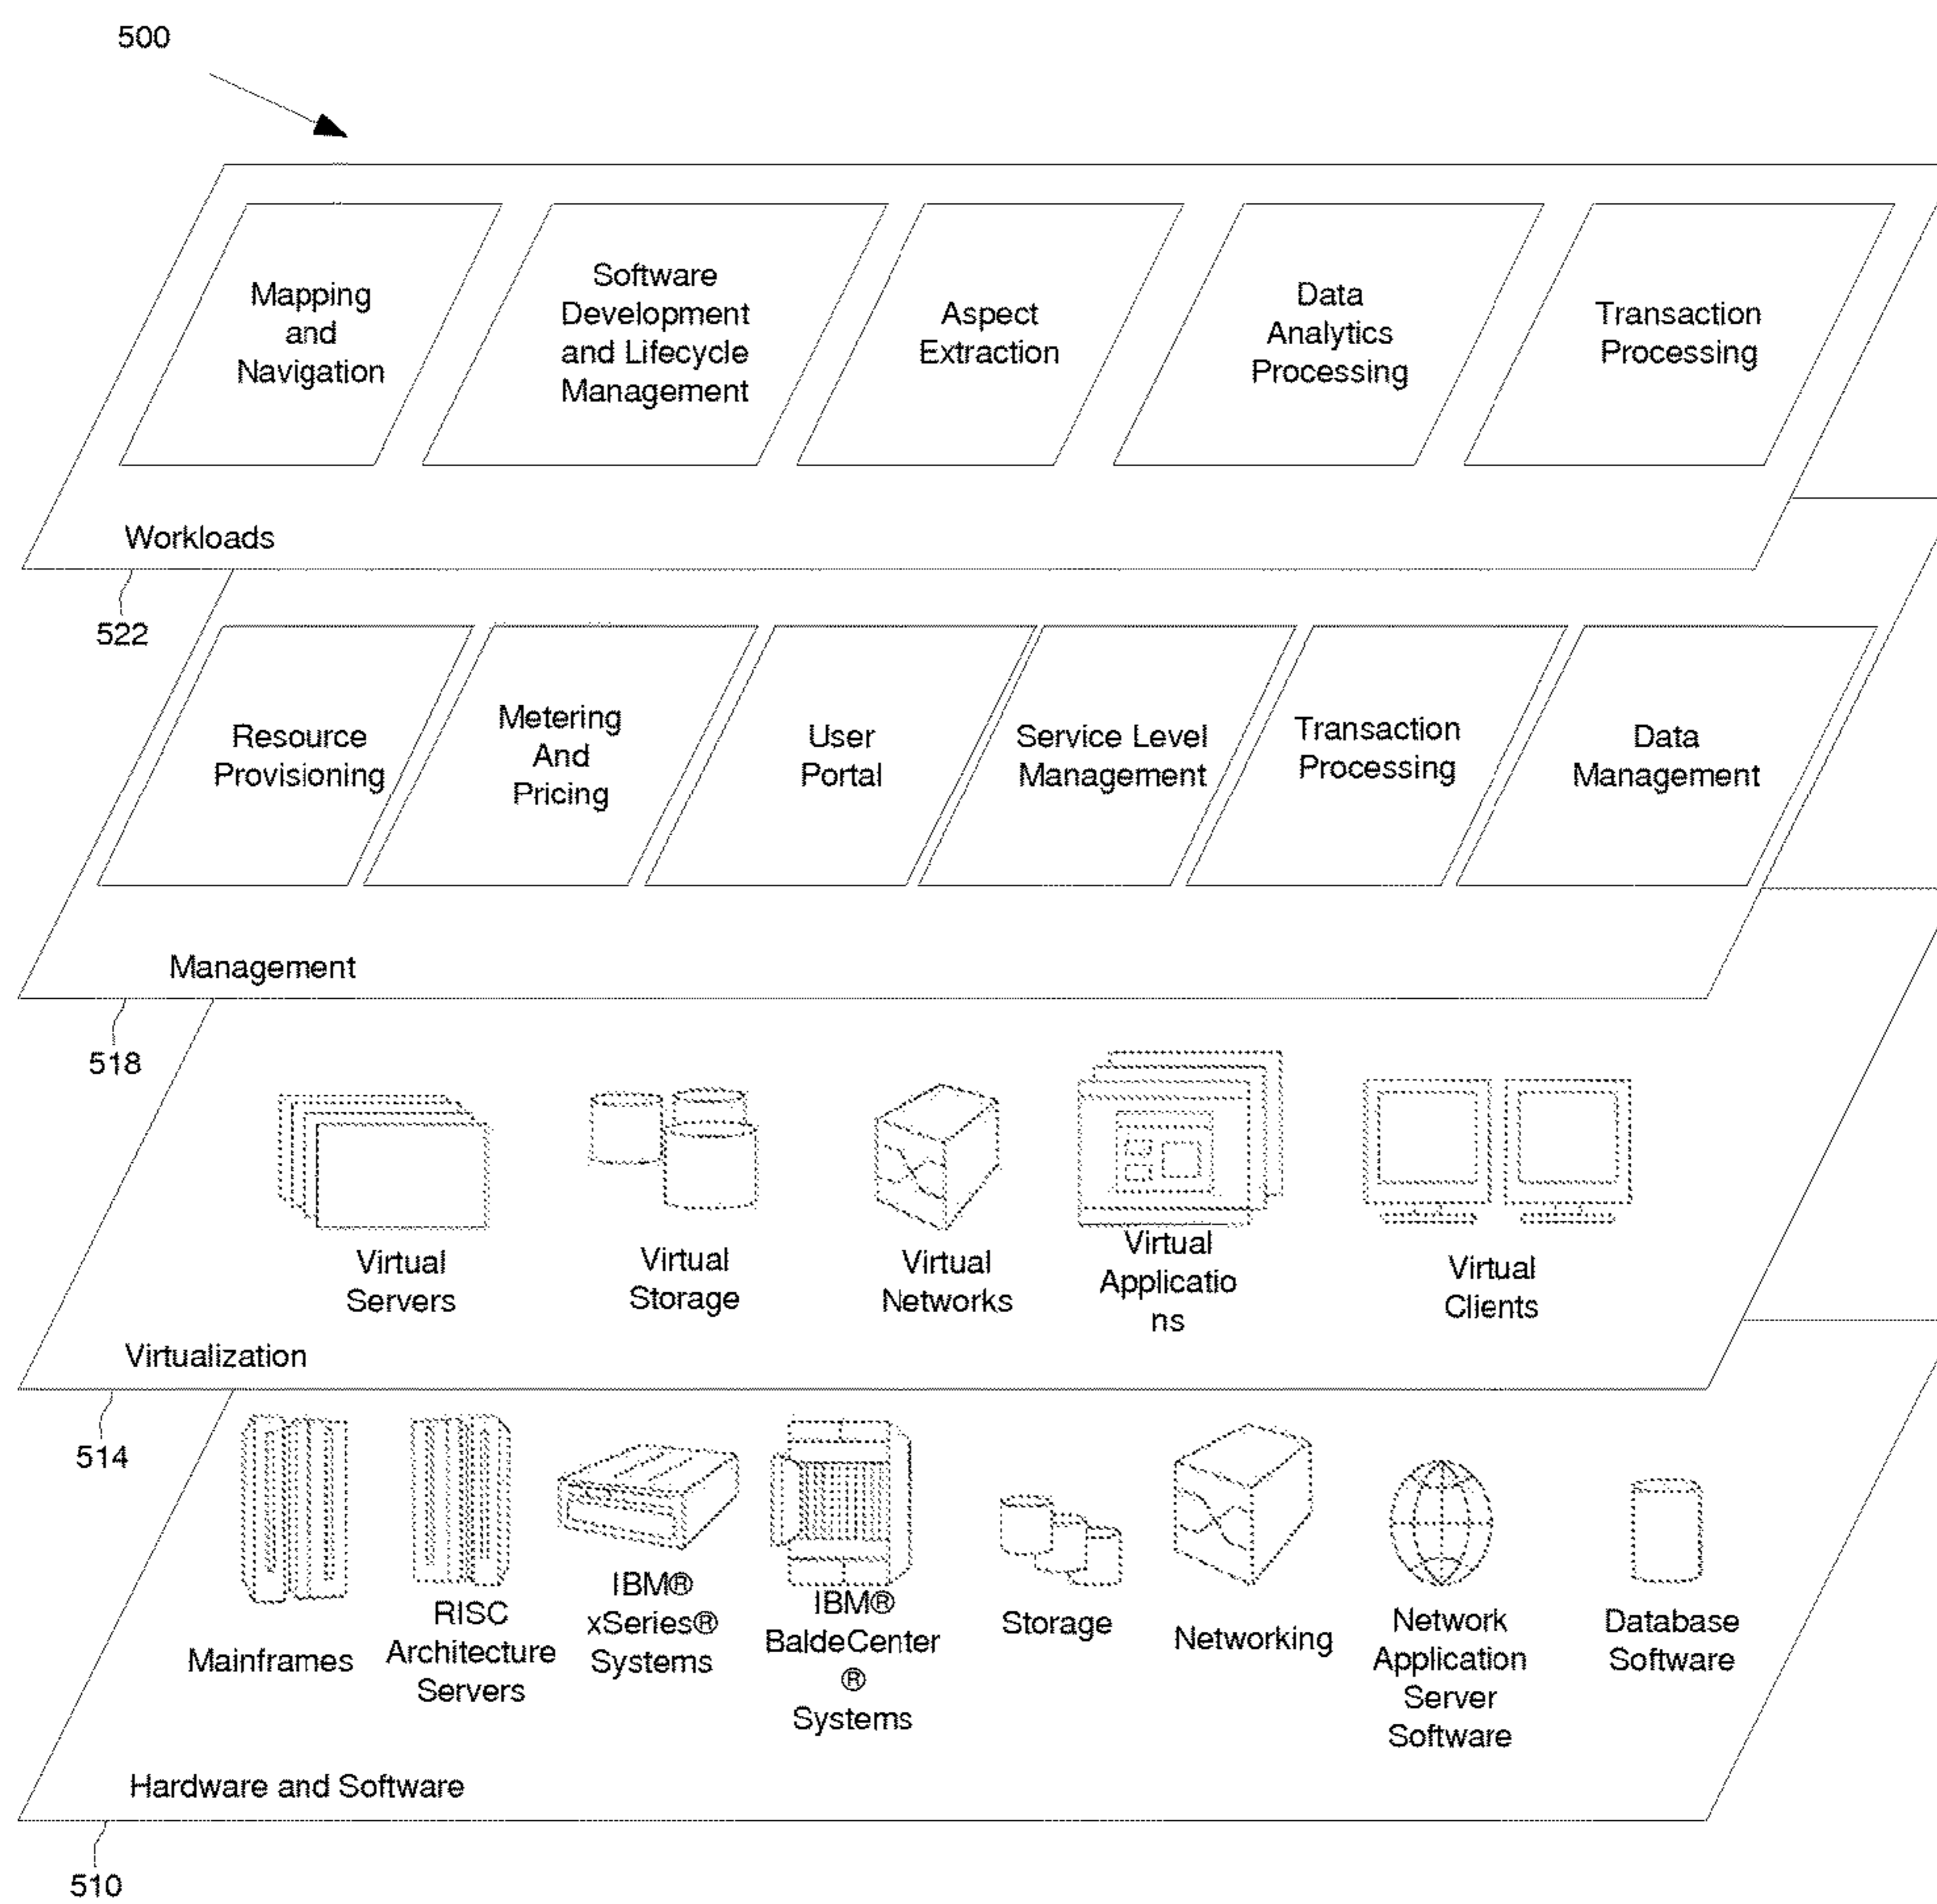 500
Mapping
and
Navigation
Software
Development
and Lifecycle
Management
Aspect
Extraction
Data
Analytics
Processing
Transaction
Processing
Workloads
522
Resource
Provisioning
Metering
And
Pricing
User
Portal
Service Level
Management
Transaction
Processing
Data
Management
Management
518
Virtual
Servers
Virtual
Storage
Virtual
Networks
Virtual
Applicatio
ns
Virtual
Clients
Virtualization
514
Mainframes
RISC
Architecture
Servers
IBM®
xSeries®
Systems
IBM®
BaldeCenter
®
Systems
Storage
Networking
Network
Application
Server
Software
Database
Software
Hardware and Software
510